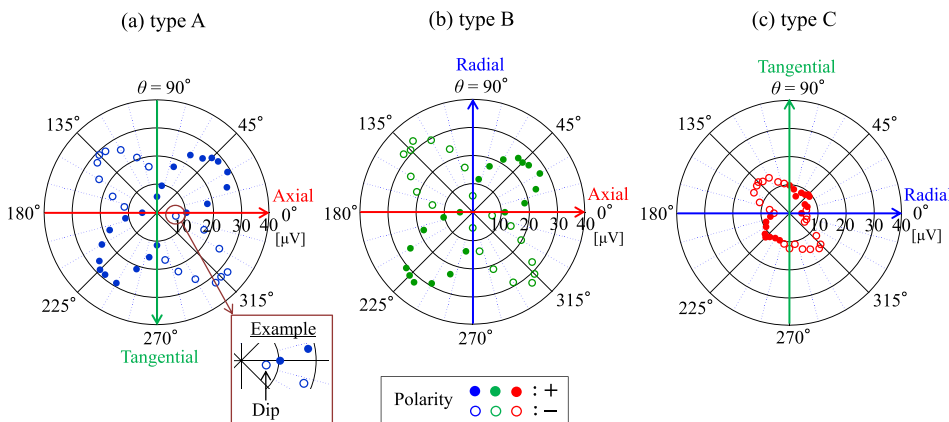 (a) type A
(b) type B
(c) type C
Radial
Tangential
θ = 90°
θ = 90°
θ = 90°
135°
45°
135°
45°
135°
45°
Axial
Axial
Radial
180°
0°
180°
0°
180°
0°
10 20 30 40
[μV]
10 20 30 40
[μV]
10 20 30 40
[μV]
225°
315°
225°
315°
225°
315°
270°
270°
270°
Tangential
Example
Dip
Polarity
: +
: −